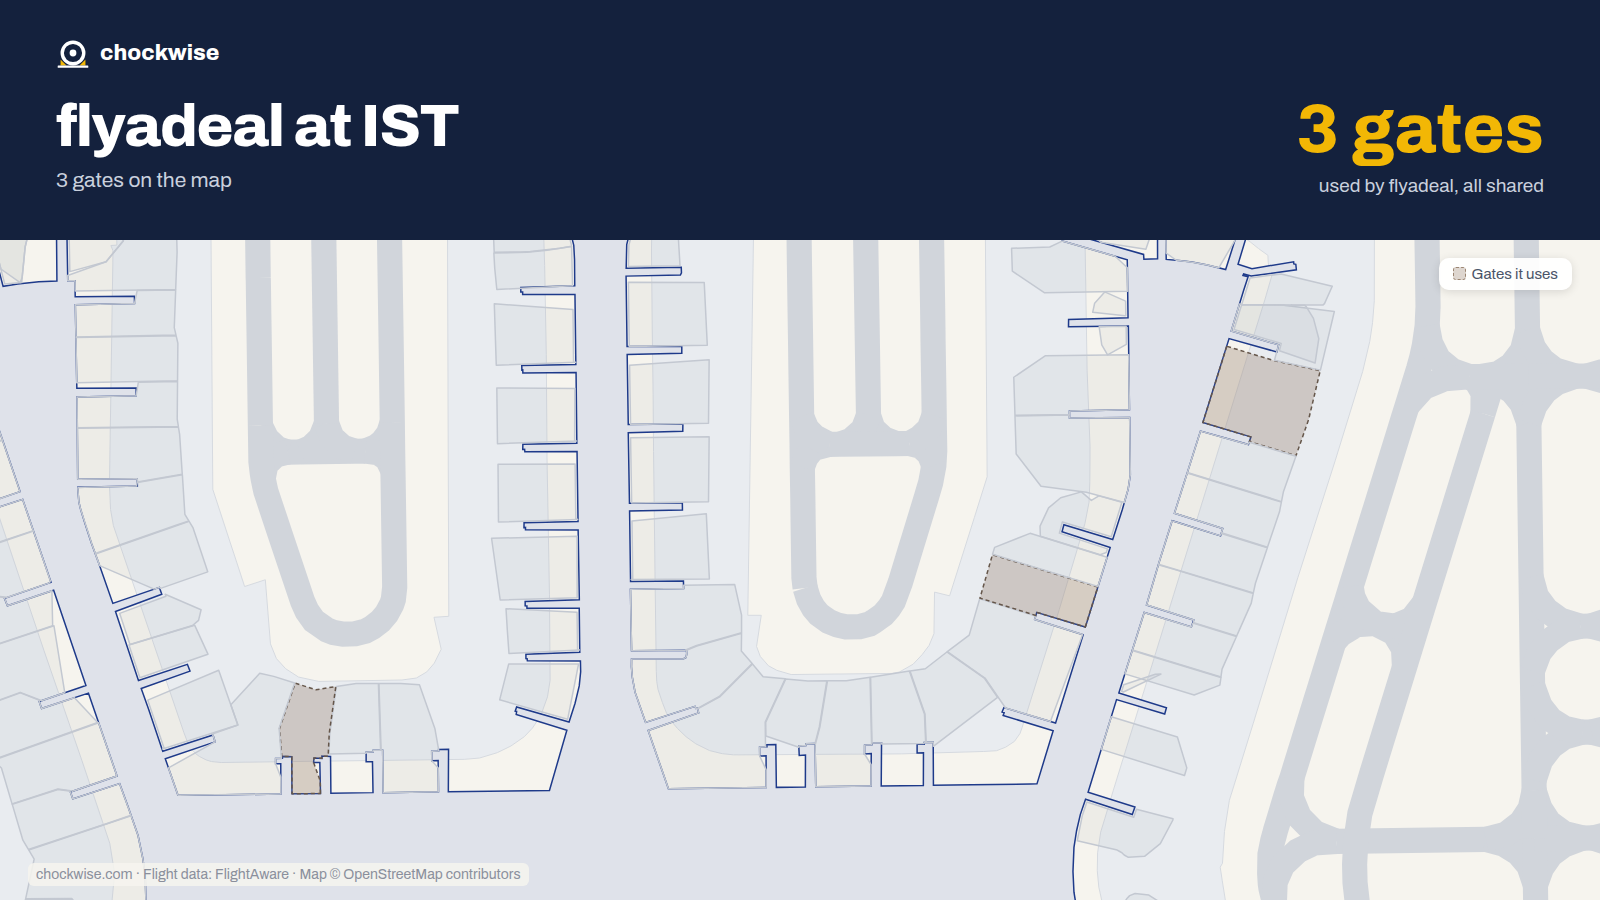 chockwise
flyadeal at IST
3 gates on the map
3 gates
used by flyadeal, all shared
Gates it uses
chockwise.com · Flight data: FlightAware · Map © OpenStreetMap contributors